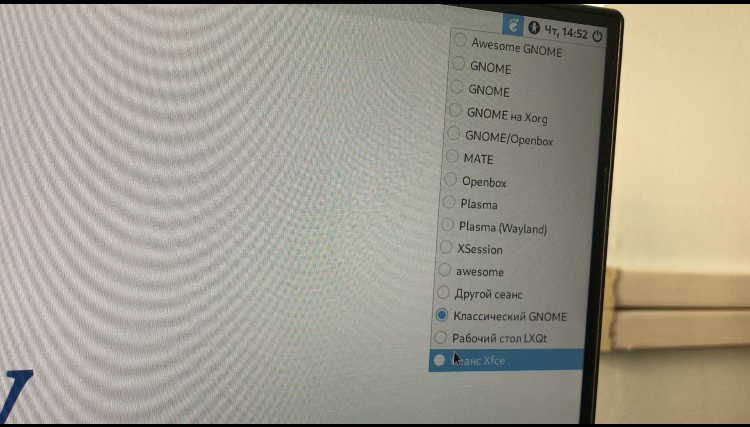 Чт, 14:52
Awesome GNOME
GNOME
GNOME
GNOME на Xorg
GNOME/Openbox
MATE
Openbox
Plasma
Plasma (Wayland)
XSession
awesome
Другой сеанс
Классический GNOME
Рабочий стол LXQt
Сеанс Xfce